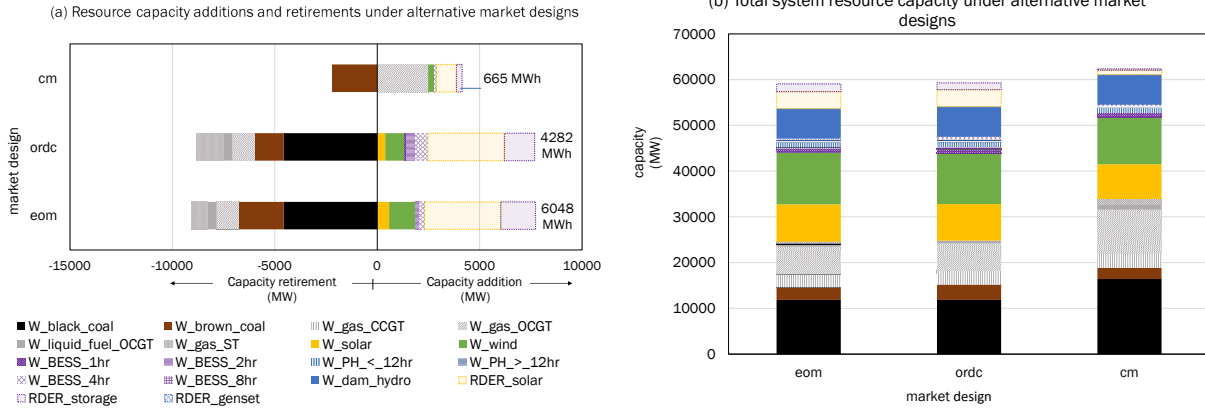 (a) Resource capacity additions and retirements under alternative market designs
market design
cm
ordc
eom
665 MWh
4282
MWh
6048
MWh
-15000
-10000
-5000
0
5000
10000
Capacity retirement
(MW)
Capacity addition
(MW)
W_black_coal
W_brown_coal
W_gas_CCGT
W_gas_OCGT
W_liquid_fuel_OCGT
W_gas_ST
W_solar
W_wind
W_BESS_1hr
W_BESS_2hr
W_PH_<_12hr
W_PH_>_12hr
W_BESS_4hr
W_BESS_8hr
W_dam_hydro
RDER_solar
RDER_storage
RDER_genset
(b) Total system resource capacity under alternative market
designs
capacity
(MW)
70000
60000
50000
40000
30000
20000
10000
0
eom
ordc
cm
market design